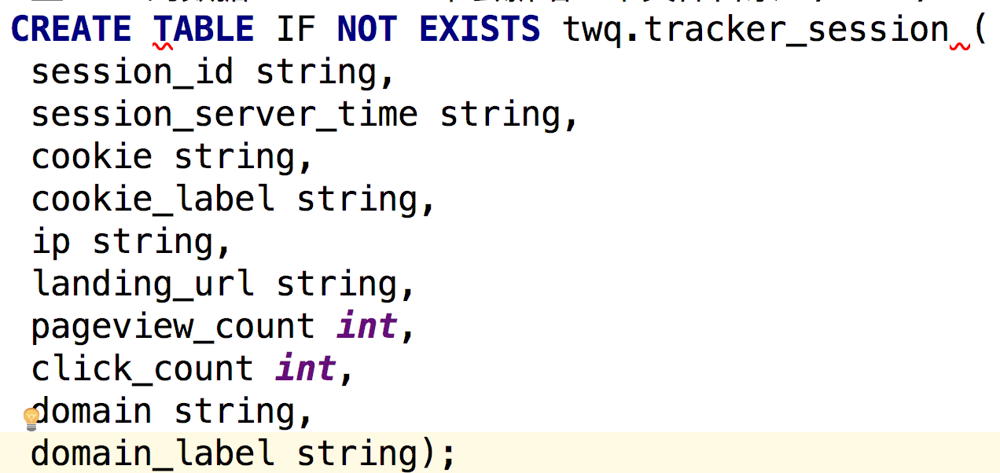 CREATE TABLE IF NOT EXISTS twq.tracker_session (
session_id string,
session_server_time string,
cookie string,
cookie_label string,
ip string,
landing_url string,
pageview_count int,
click_count int,
domain string,
domain_label string);